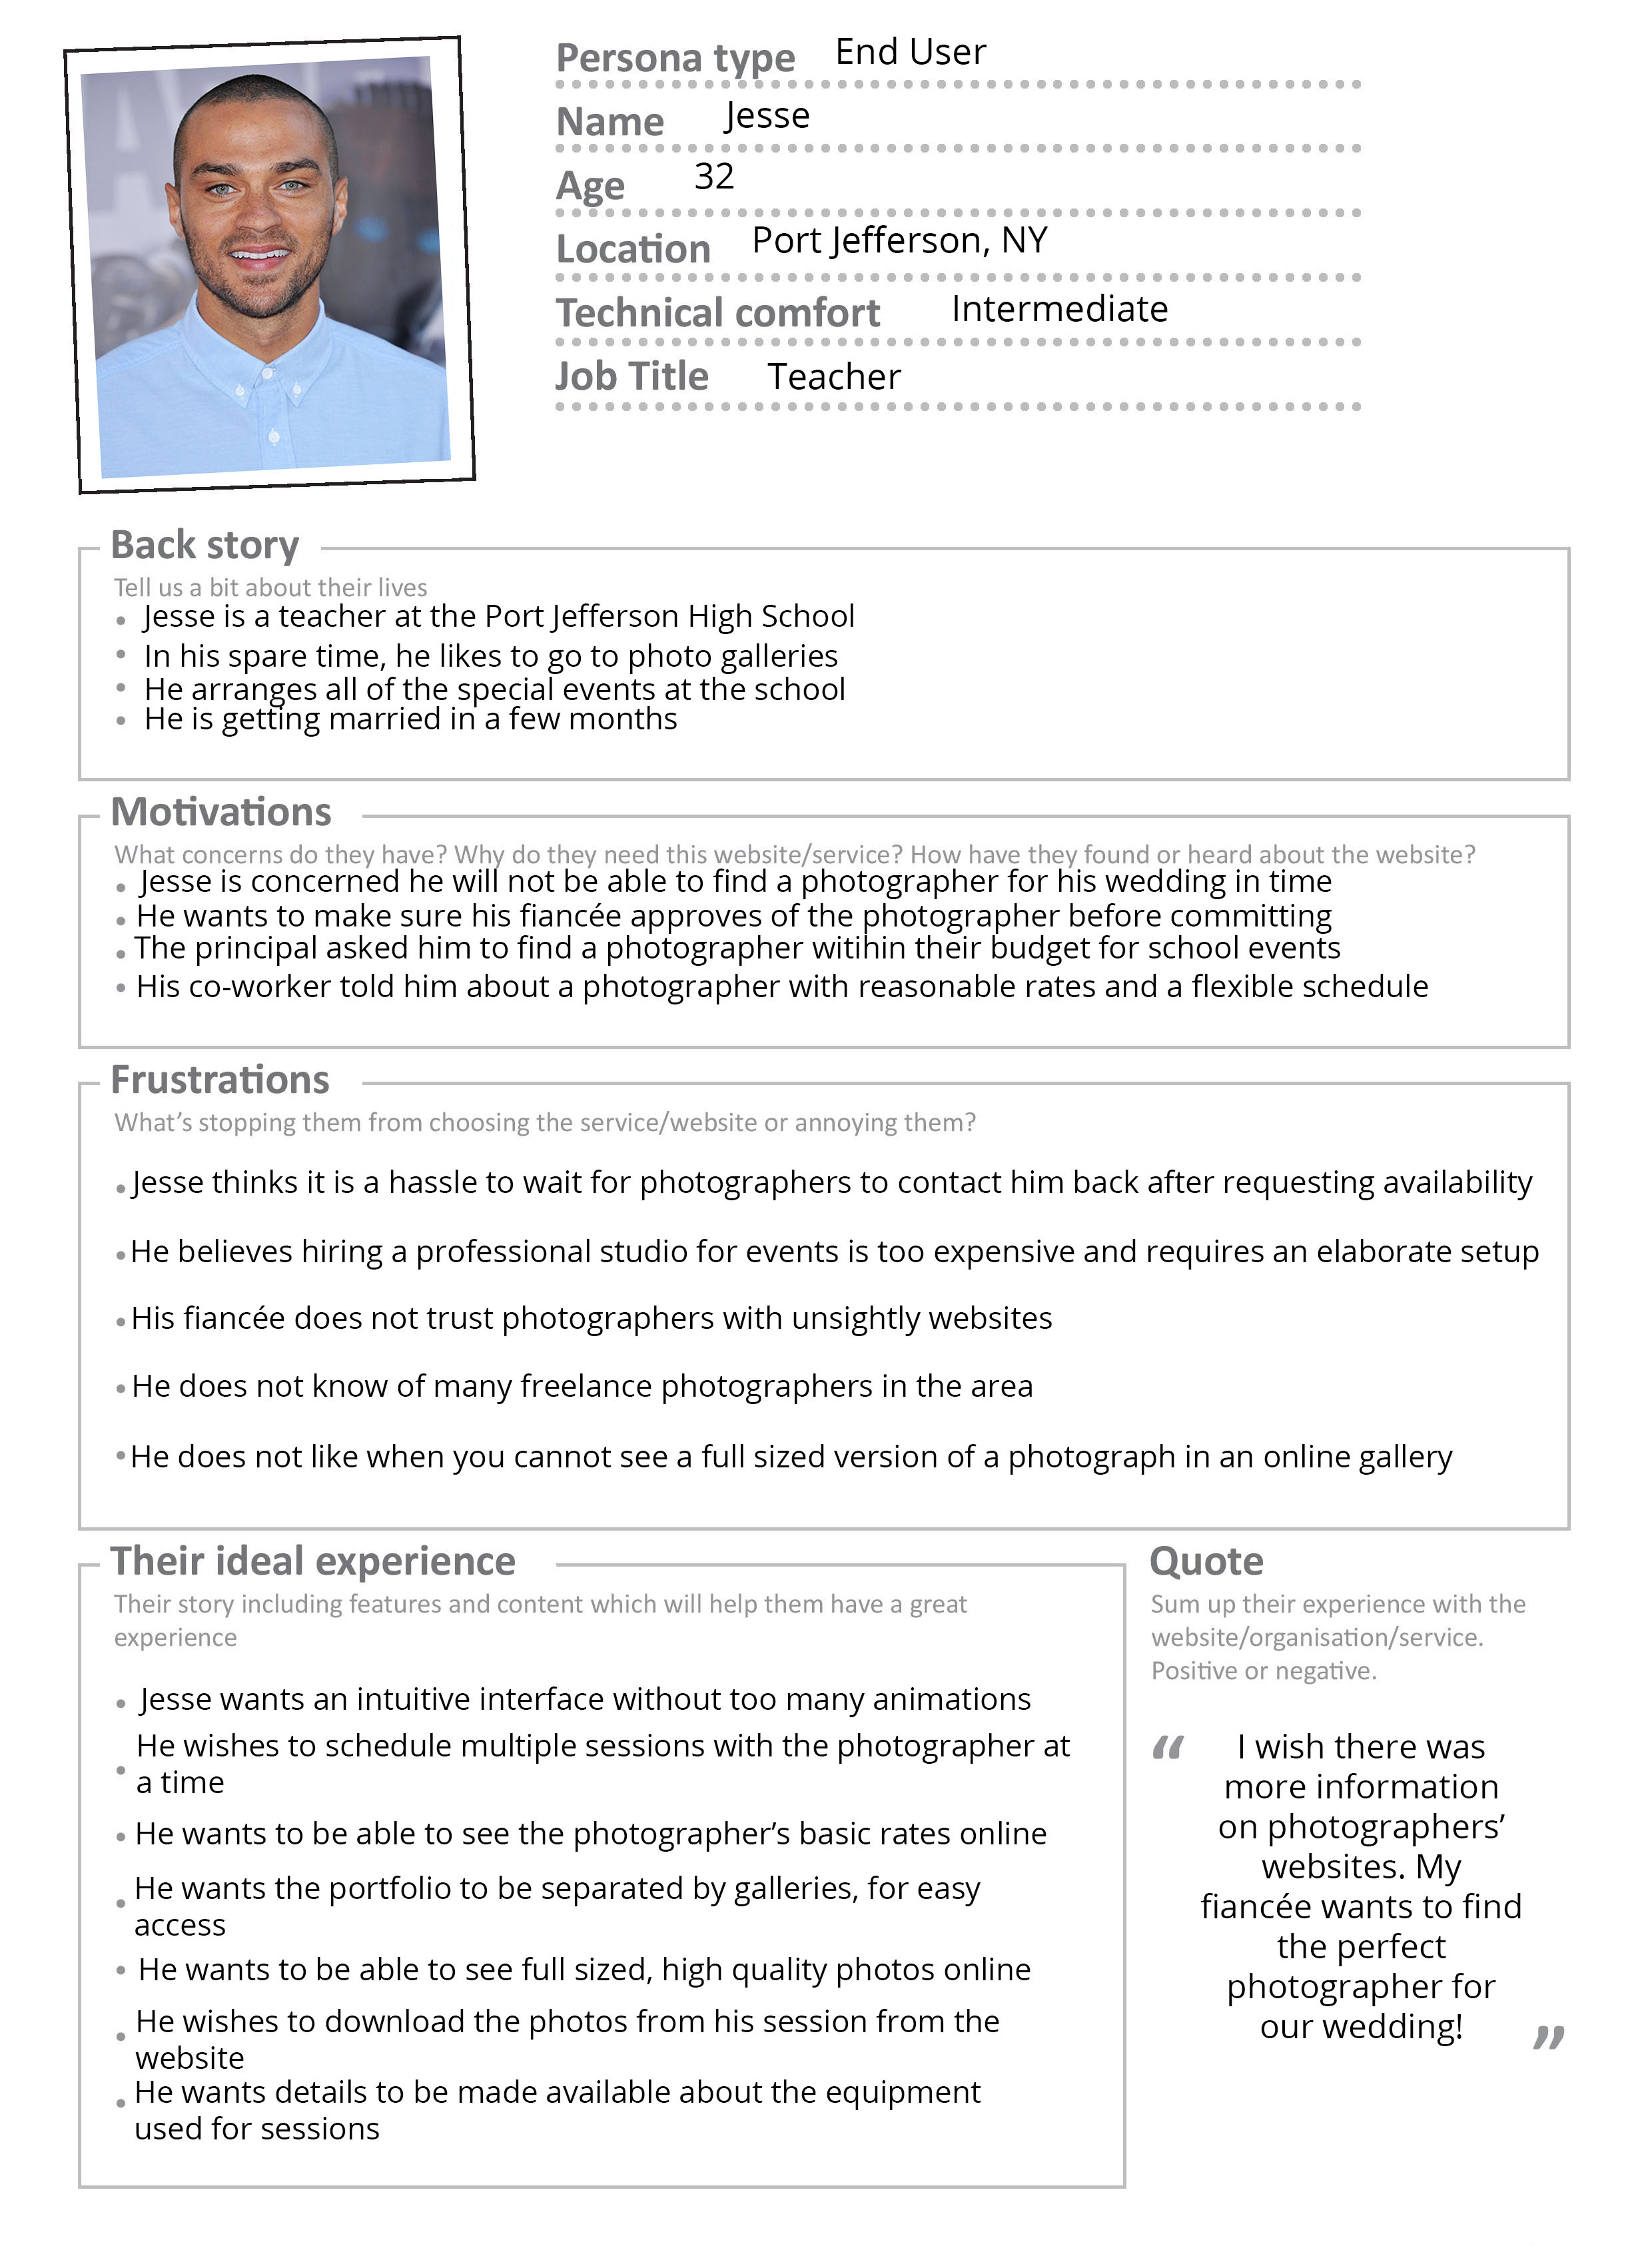 Persona type End User
Name Jesse
Age 32
Location Port Jefferson, NY
Technical comfort Intermediate
Job Title Teacher
Back story
Tell us a bit about their lives
• Jesse is a teacher at the Port Jefferson High School
• In his spare time, he likes to go to photo galleries
• He arranges all of the special events at the school
• He is getting married in a few months
Motivations
What concerns do they have? Why do they need this website/service? How have they found or heard about the website?
• Jesse is concerned he will not be able to find a photographer for his wedding in time
• He wants to make sure his fiancée approves of the photographer before committing
• The principal asked him to find a photographer witihin their budget for school events
• His co-worker told him about a photographer with reasonable rates and a flexible schedule
Frustrations
What's stopping them from choosing the service/website or annoying them?
• Jesse thinks it is a hassle to wait for photographers to contact him back after requesting availability
• He believes hiring a professional studio for events is too expensive and requires an elaborate setup
• His fiancée does not trust photographers with unsightly websites
• He does not know of many freelance photographers in the area
• He does not like when you cannot see a full sized version of a photograph in an online gallery
Their ideal experience
Their story including features and content which will help them have a great
experience
• Jesse wants an intuitive interface without too many animations
• He wishes to schedule multiple sessions with the photographer at
a time
• He wants to be able to see the photographer's basic rates online
• He wants the portfolio to be separated by galleries, for easy
access
• He wants to be able to see full sized, high quality photos online
• He wishes to download the photos from his session from the
website
• He wants details to be made available about the equipment
used for sessions
Quote
Sum up their experience with the
website/organisation/service.
Positive or negative.
“ I wish there was
more information
on photographers’
websites. My
fiancée wants to find
the perfect
photographer for
our wedding! ”